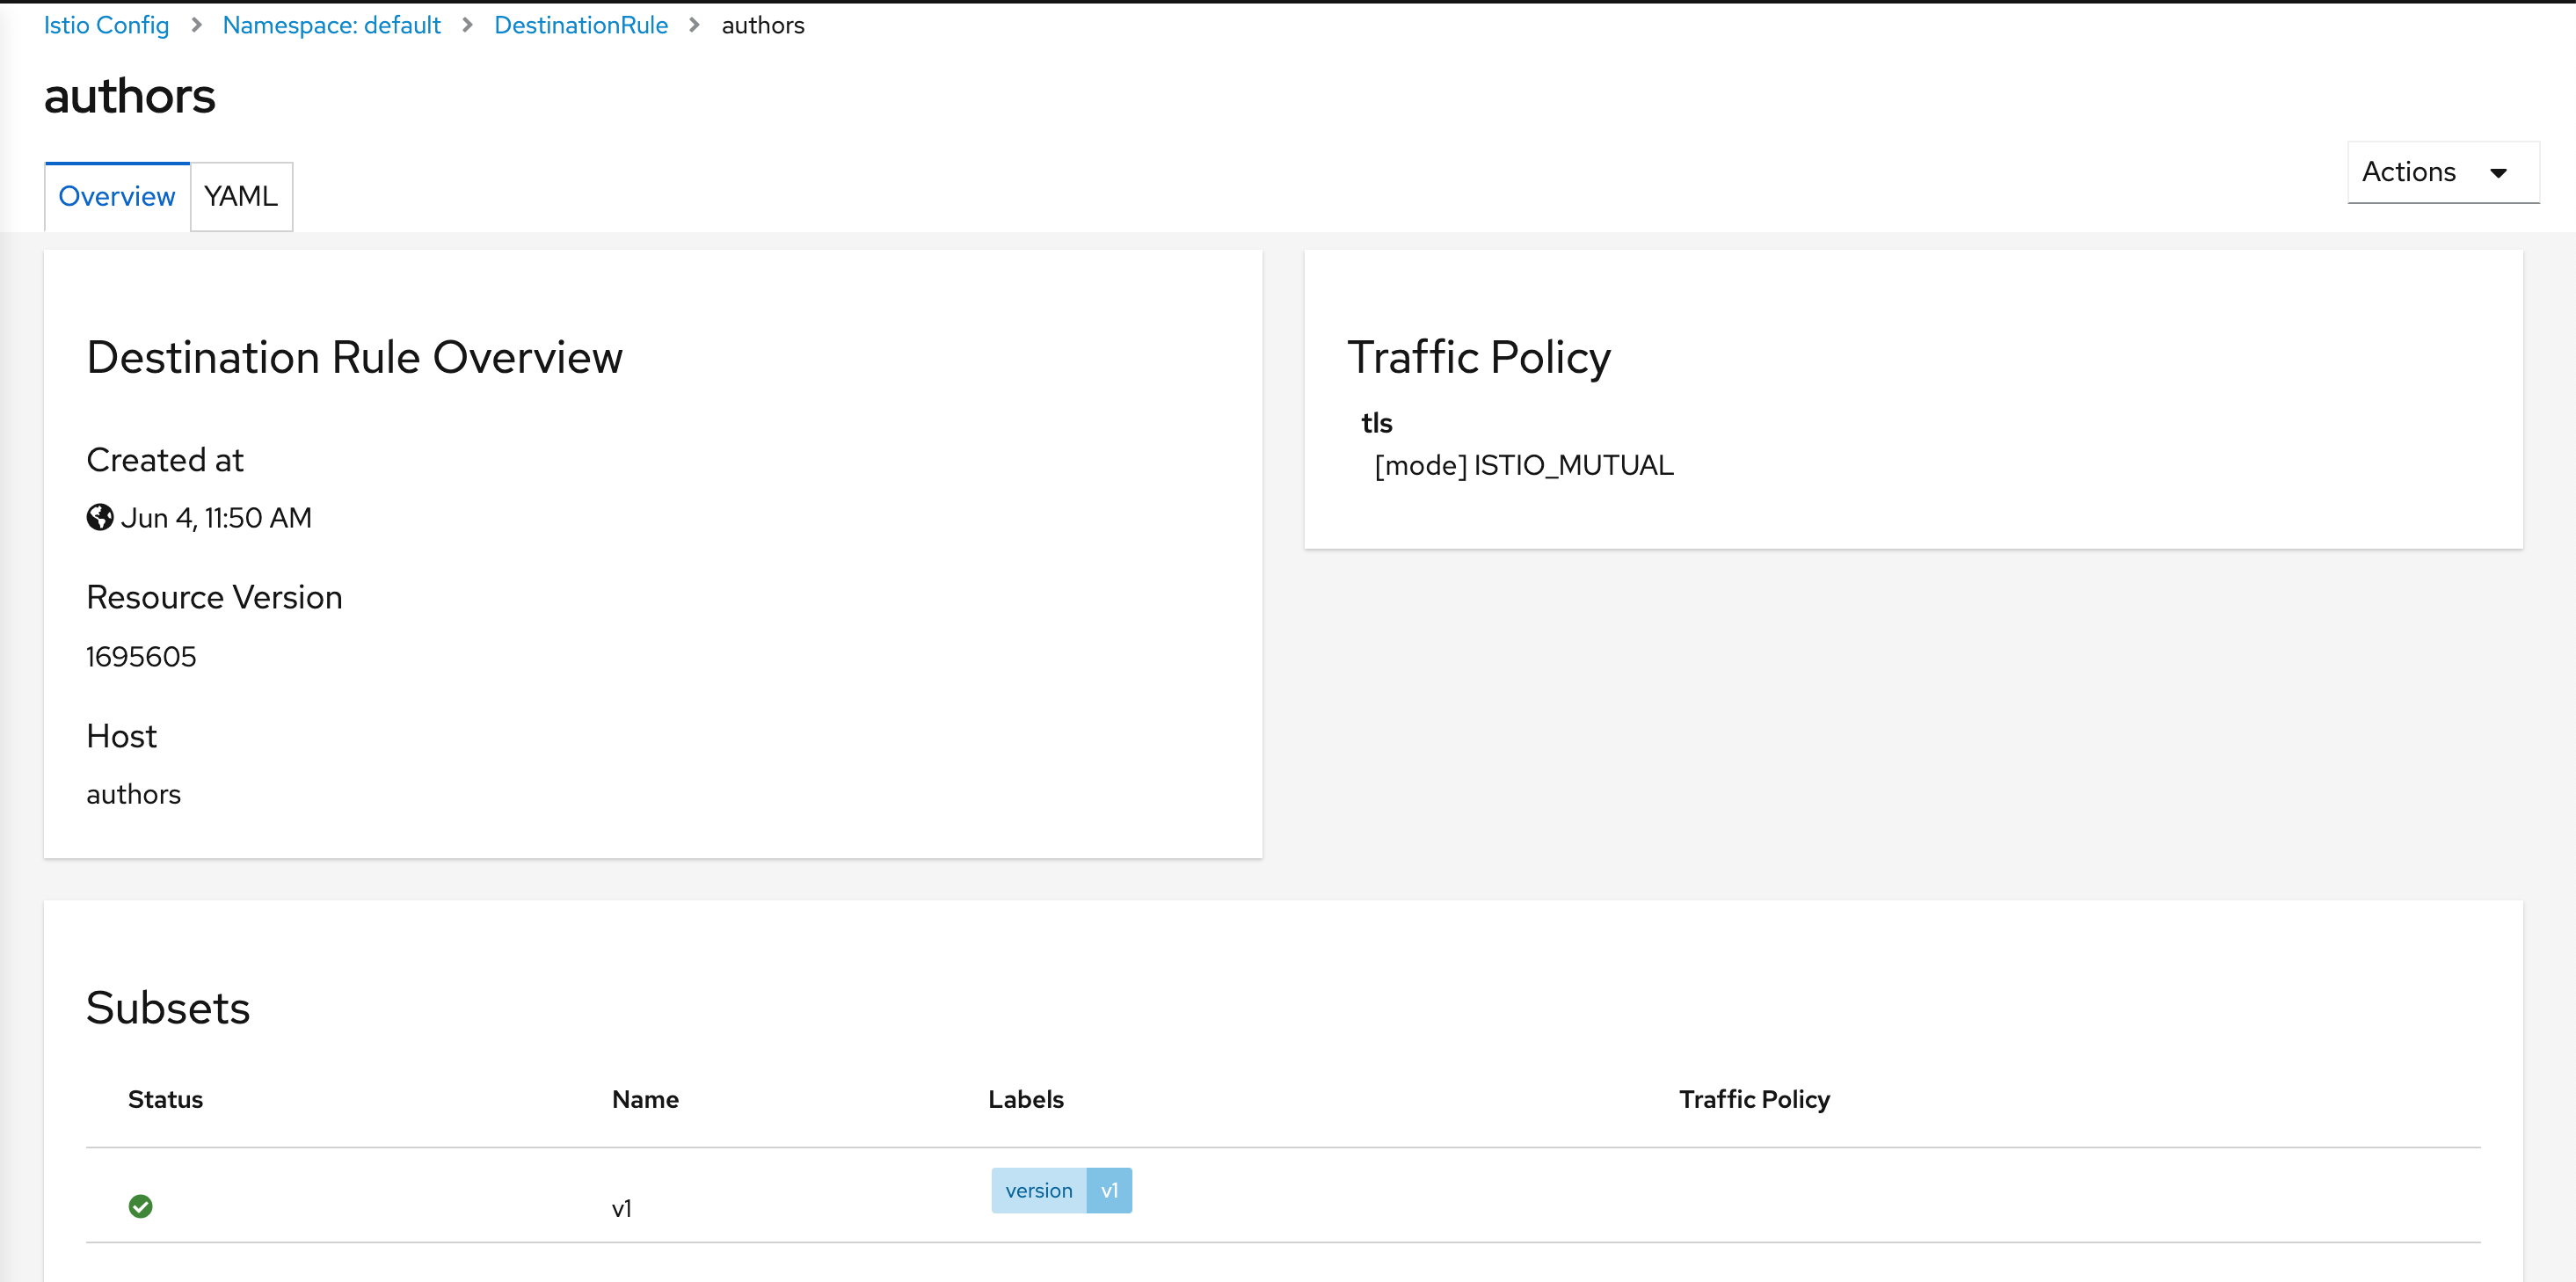 Istio Config > Namespace: default > DestinationRule > authors
authors
Overview YAML
Actions
Destination Rule Overview
Created at
Jun 4, 11:50 AM
Resource Version
1695605
Host
authors
Traffic Policy
tls
[mode] ISTIO_MUTUAL
Subsets
Status Name Labels Traffic Policy
v1 version v1